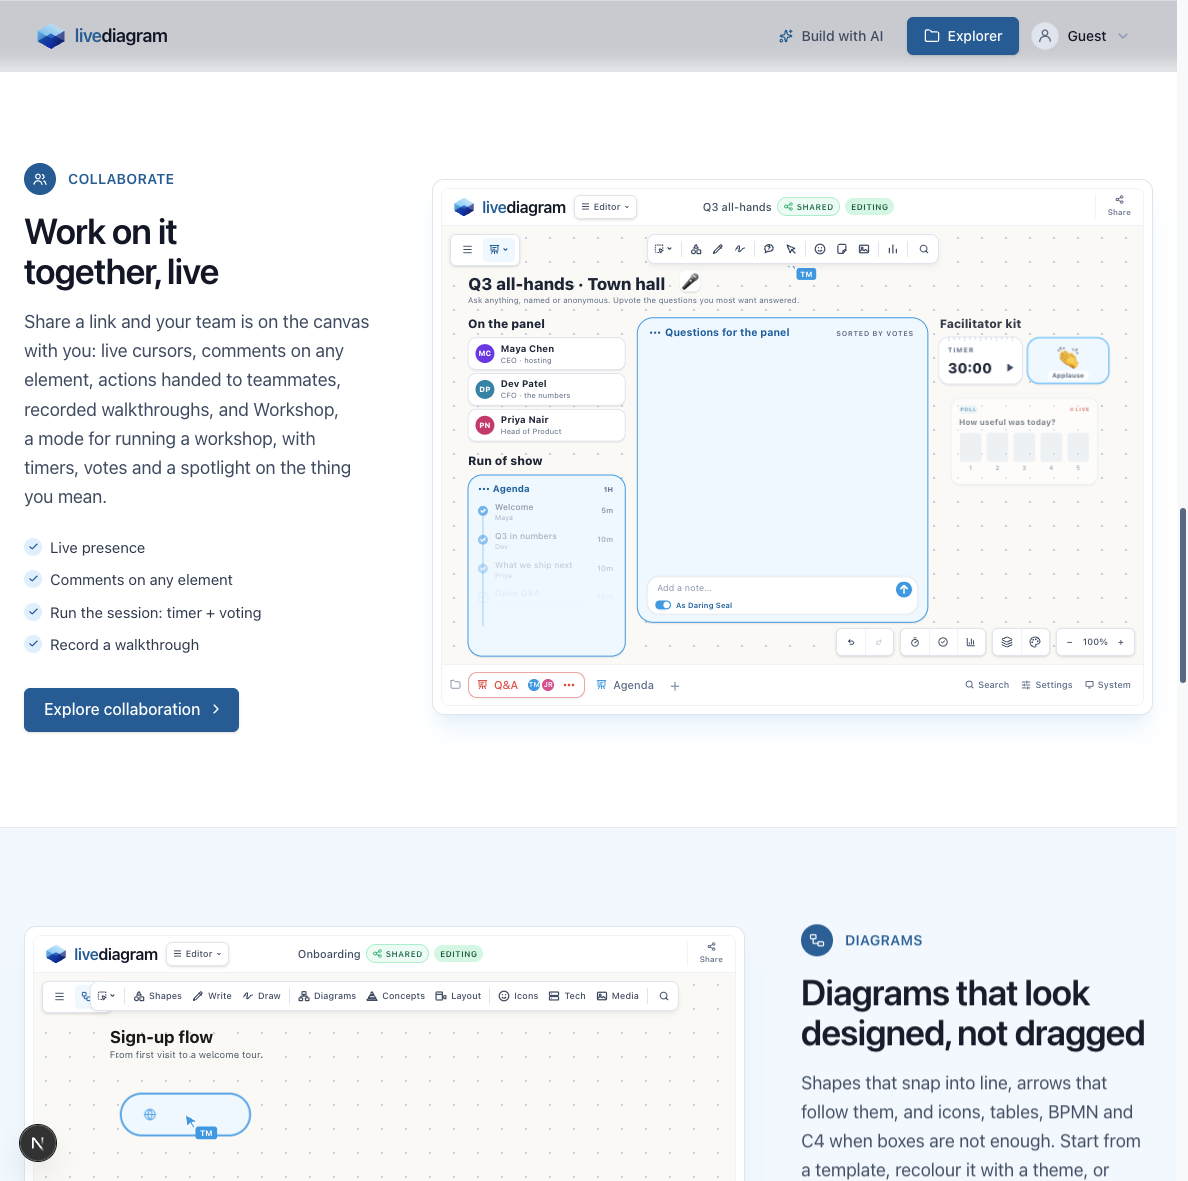 livediagram
Build with AI
Explorer
Guest
COLLABORATE
Work on it
together, live
Share a link and your team is on the canvas
with you: live cursors, comments on any
element, actions handed to teammates,
recorded walkthroughs, and Workshop,
a mode for running a workshop, with
timers, votes and a spotlight on the thing
you mean.
Live presence
Comments on any element
Run the session: timer + voting
Record a walkthrough
Explore collaboration
livediagram
Editor
Q3 all-hands
SHARED
EDITING
Share
TM
Q3 all-hands · Town hall
Ask anything, named or anonymous. Upvote the questions you most want answered.
On the panel
MC
Maya Chen
CEO · hosting
DP
Dev Patel
CFO · the numbers
PN
Priya Nair
Head of Product
Run of show
Agenda
1H
Welcome
5m
Maya
Q3 in numbers
10m
Dev
What we ship next
10m
Priya
Open Q&A
Questions for the panel
SORTED BY VOTES
Add a note...
As Daring Seal
Facilitator kit
TIMER
30:00
Applause
POLL
LIVE
How useful was today?
1 2 3 4 5
100%
Q&A
TM
JR
Agenda
Search
Settings
System
livediagram
Editor
Onboarding
SHARED
EDITING
Share
Shapes
Write
Draw
Diagrams
Concepts
Layout
Icons
Tech
Media
Sign-up flow
From first visit to a welcome tour.
TM
N
DIAGRAMS
Diagrams that look
designed, not dragged
Shapes that snap into line, arrows that
follow them, and icons, tables, BPMN and
C4 when boxes are not enough. Start from
a template, recolour it with a theme, or